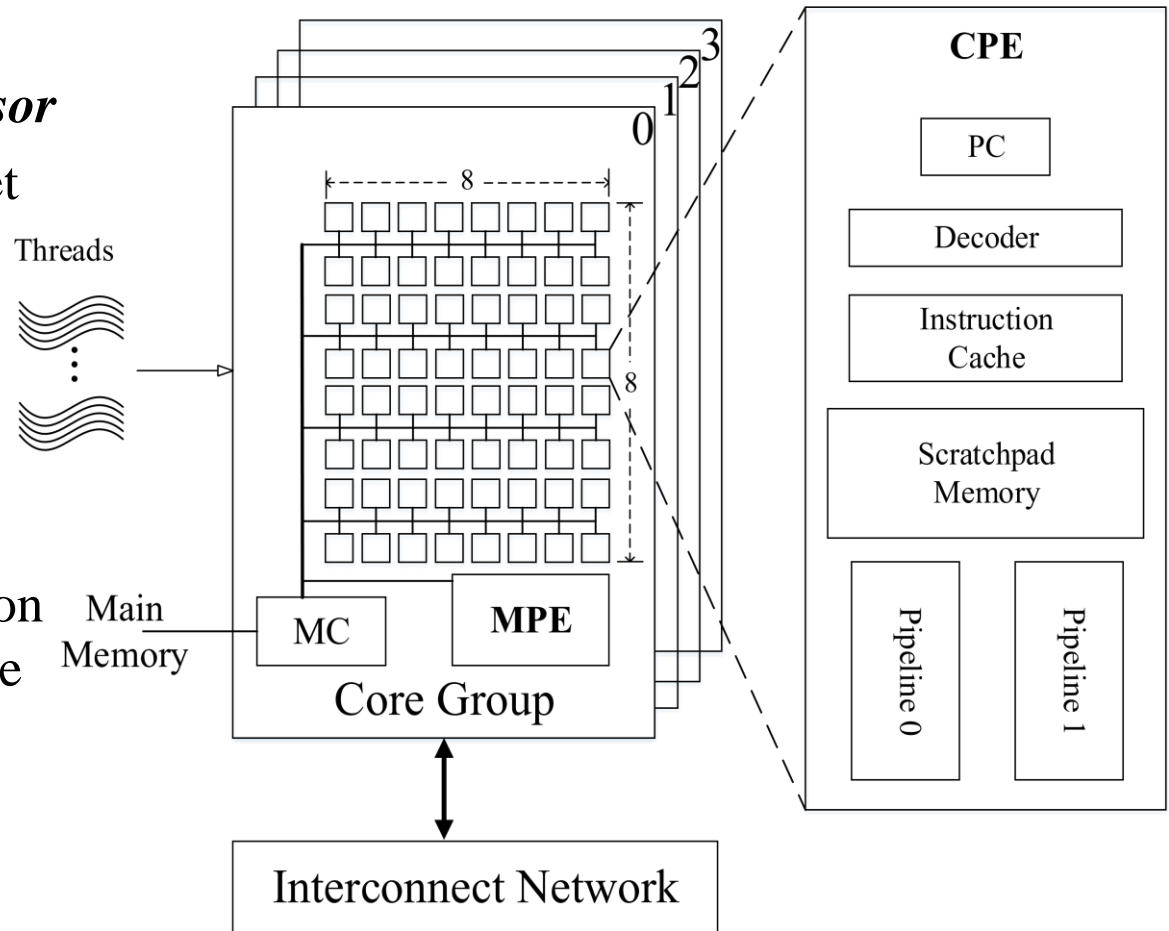 sor
et
Threads
on
e
Main
Memory
3
2
1
0
8
8
MC
MPE
Core Group
Interconnect Network
CPE
PC
Decoder
Instruction
Cache
Scratchpad
Memory
Pipeline 0
Pipeline 1